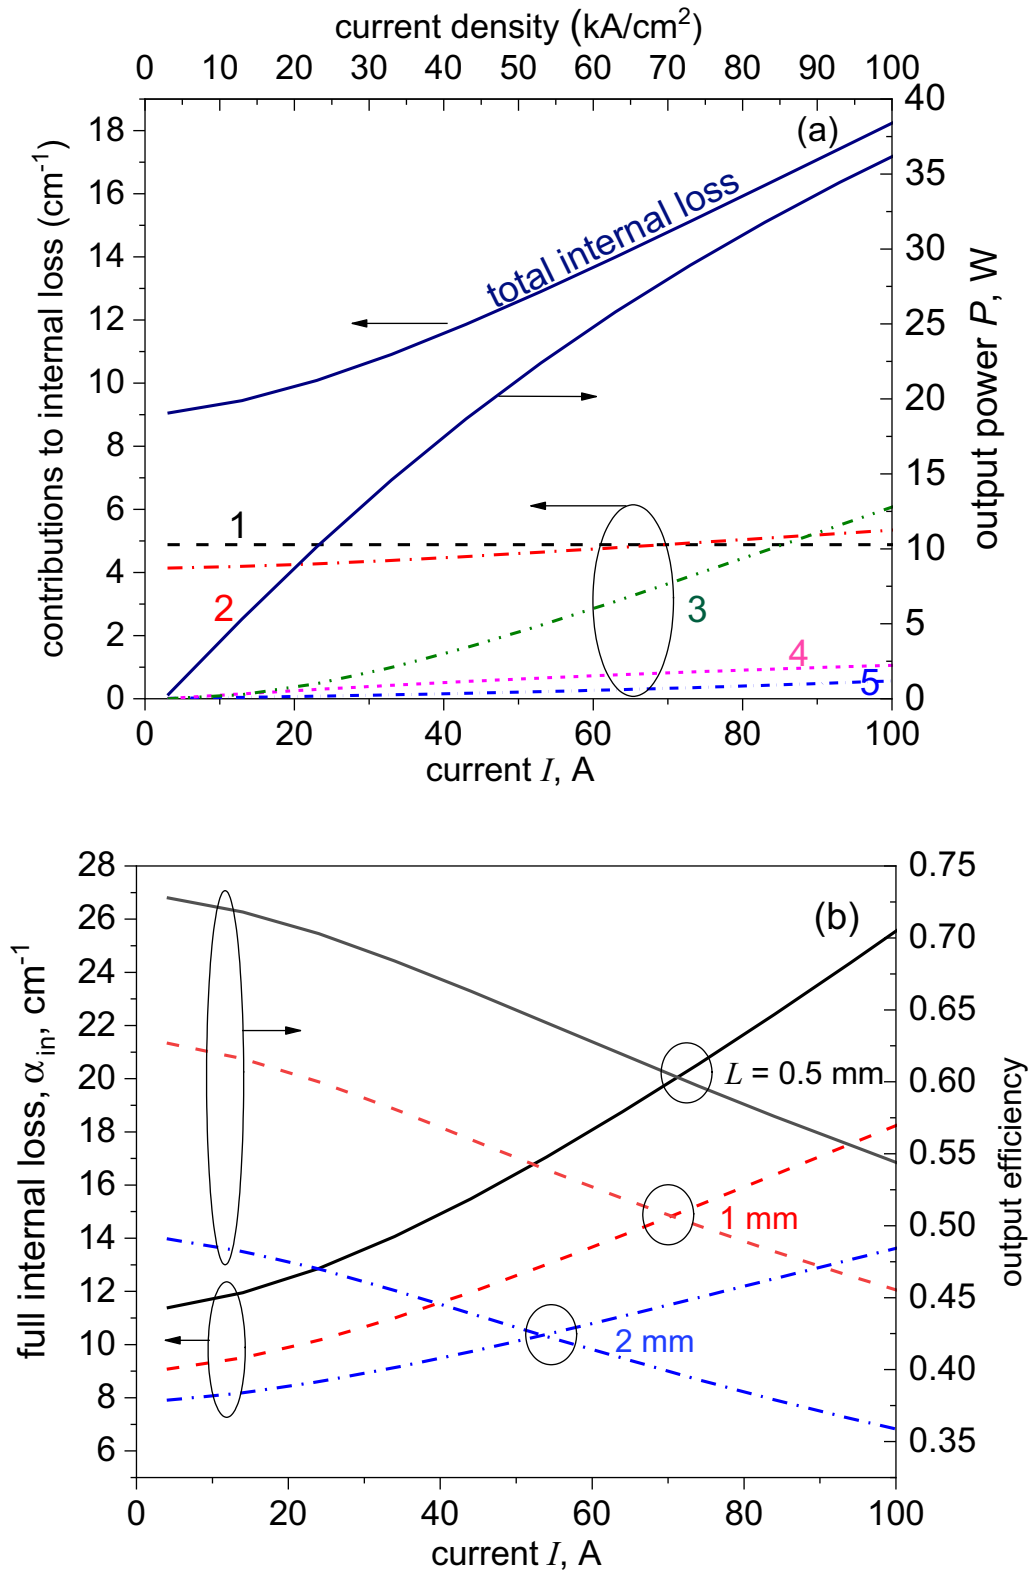 current density (kA/cm²)
0 10 20 30 40 50 60 70 80 90 100
contributions to internal loss (cm⁻¹)
18
16
14
12
10
8
6
4
2
0
(a)
total internal loss
1
2
3
4
5
40
35
30
25
20
15
10
5
0
output power P, W
0 20 40 60 80 100
current I, A
full internal loss, αin, cm⁻¹
28
26
24
22
20
18
16
14
12
10
8
6
(b)
L = 0.5 mm
1 mm
2 mm
0.75
0.70
0.65
0.60
0.55
0.50
0.45
0.40
0.35
output efficiency
0 20 40 60 80 100
current I, A